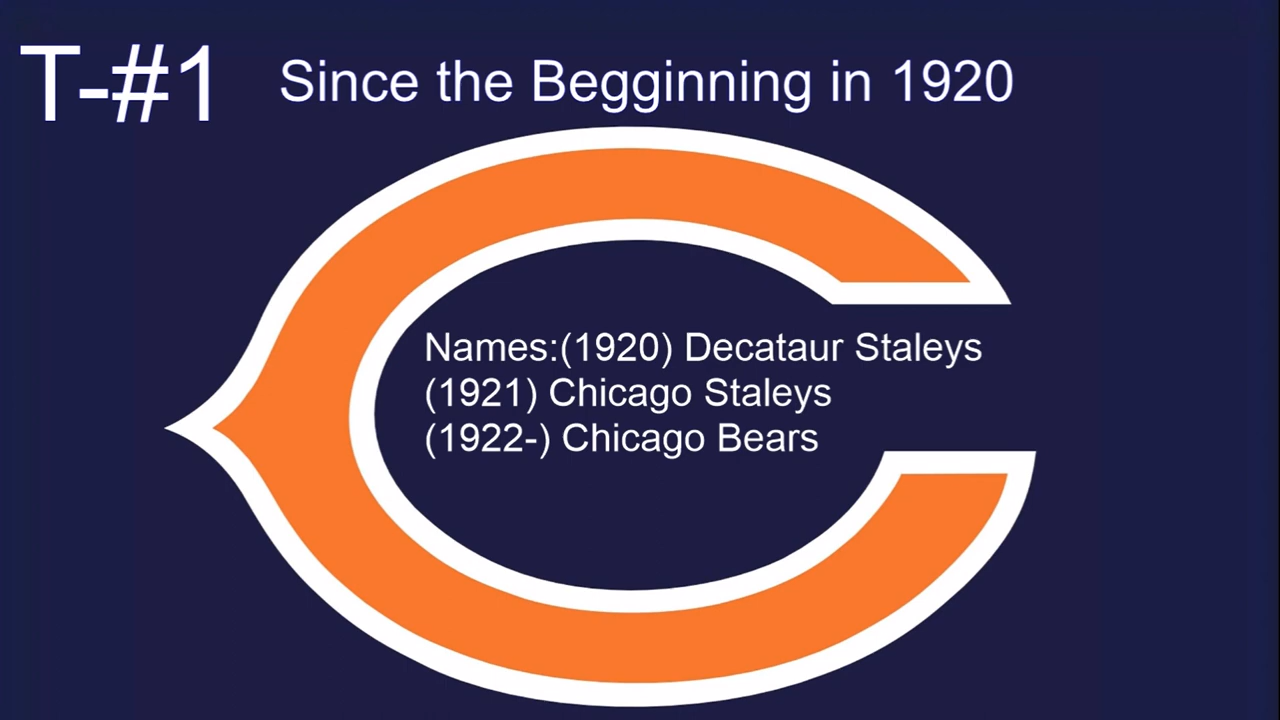 T-#1
Since the Begginning in 1920
Names:(1920) Decataur Staleys
(1921) Chicago Staleys
(1922-) Chicago Bears